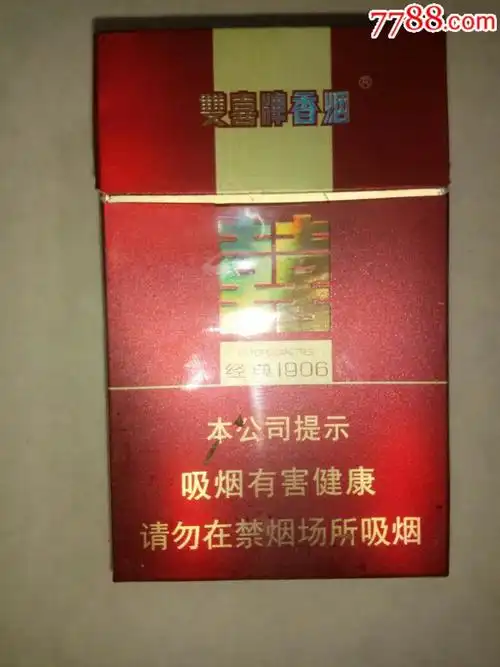 7788.com
雙喜牌香烟®
囍
经典1906
本公司提示
吸烟有害健康
请勿在禁烟场所吸烟